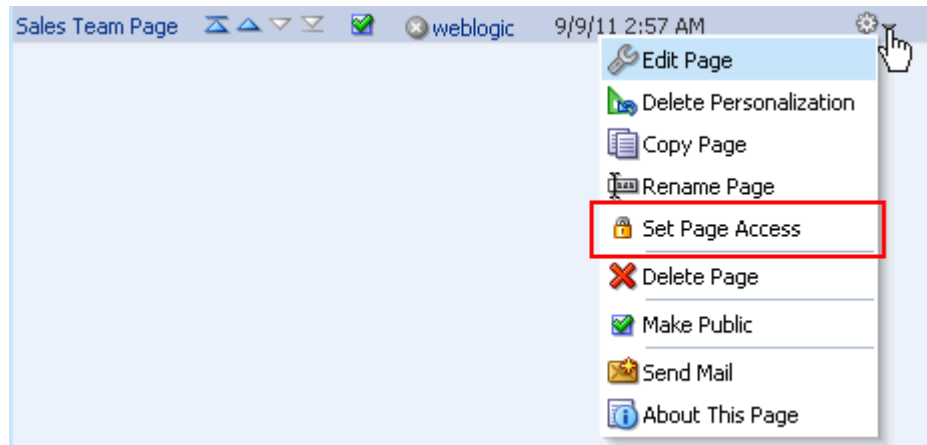 Sales Team Page weblogic 9/9/11 2:57 AM
Edit Page
Delete Personalization
Copy Page
Rename Page
Set Page Access
Delete Page
Make Public
Send Mail
About This Page